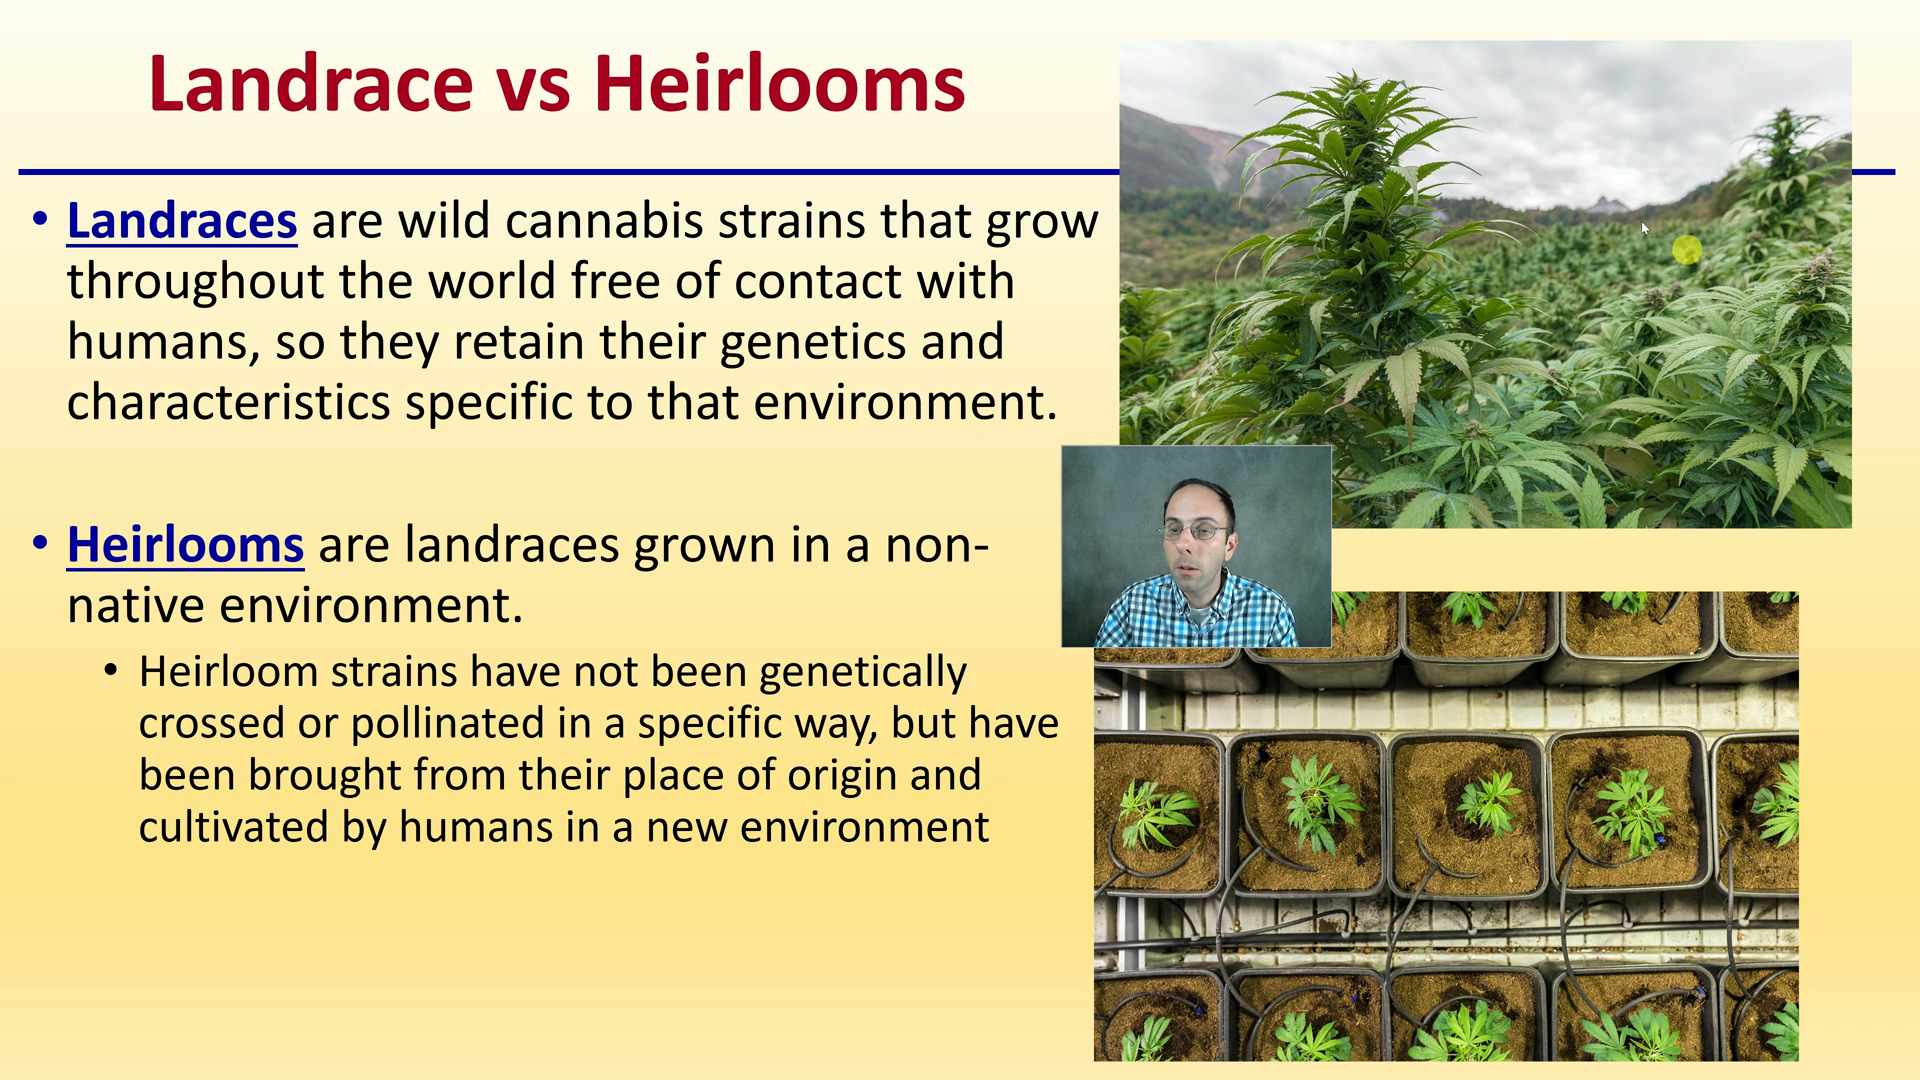 Landrace vs Heirlooms
• Landraces are wild cannabis strains that grow
throughout the world free of contact with
humans, so they retain their genetics and
characteristics specific to that environment.
• Heirlooms are landraces grown in a non-
native environment.
• Heirloom strains have not been genetically
crossed or pollinated in a specific way, but have
been brought from their place of origin and
cultivated by humans in a new environment